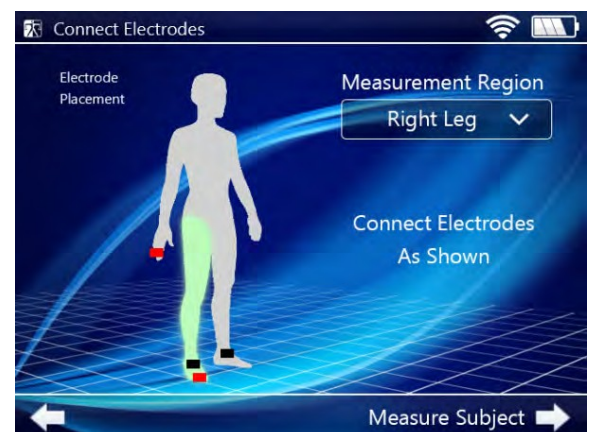 Connect Electrodes
Electrode
Placement
Measurement Region
Right Leg
Connect Electrodes
As Shown
Measure Subject